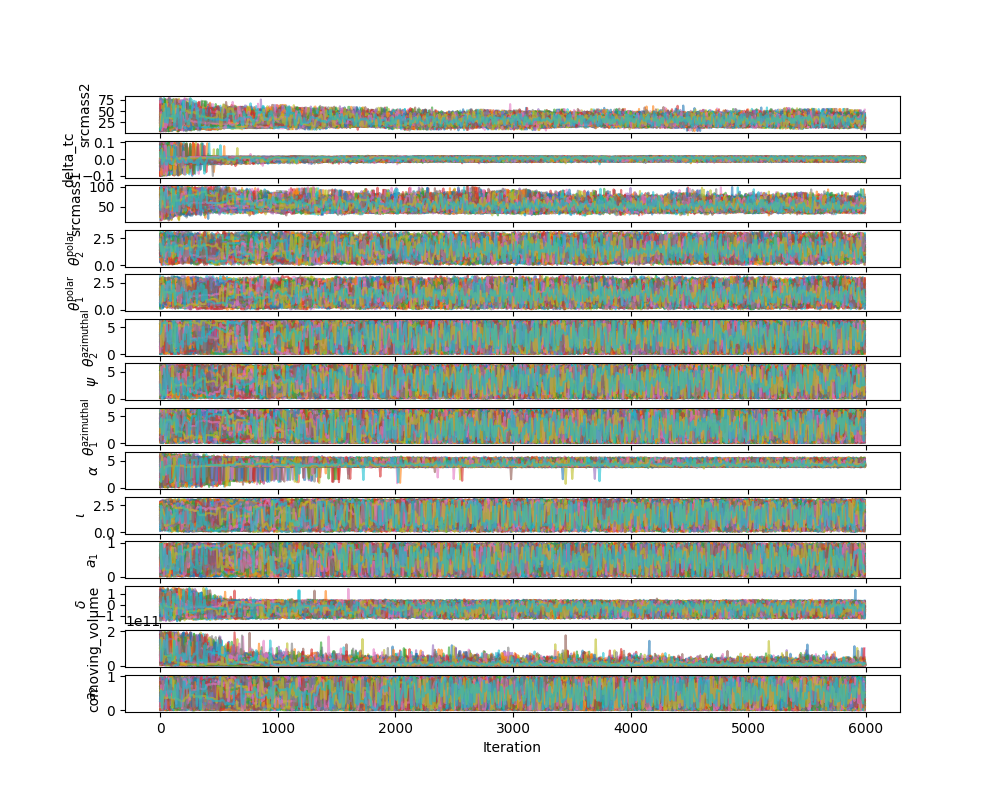 75
50
25
srcmass2
0.1
0.0
−0.1
delta_tc
100
50
srcmass1
2.5
0.0
θ₂^polar
2.5
0.0
θ₁^polar
5
0
θ₂^azimuthal
5
0
ψ
5
0
θ₁^azimuthal
5
0
α
2.5
0.0
ι
1
0
a₁
1
0
−1
δ
1e11
2
0
comoving_volume
1
0
0
1000
2000
3000
4000
5000
6000
Iteration